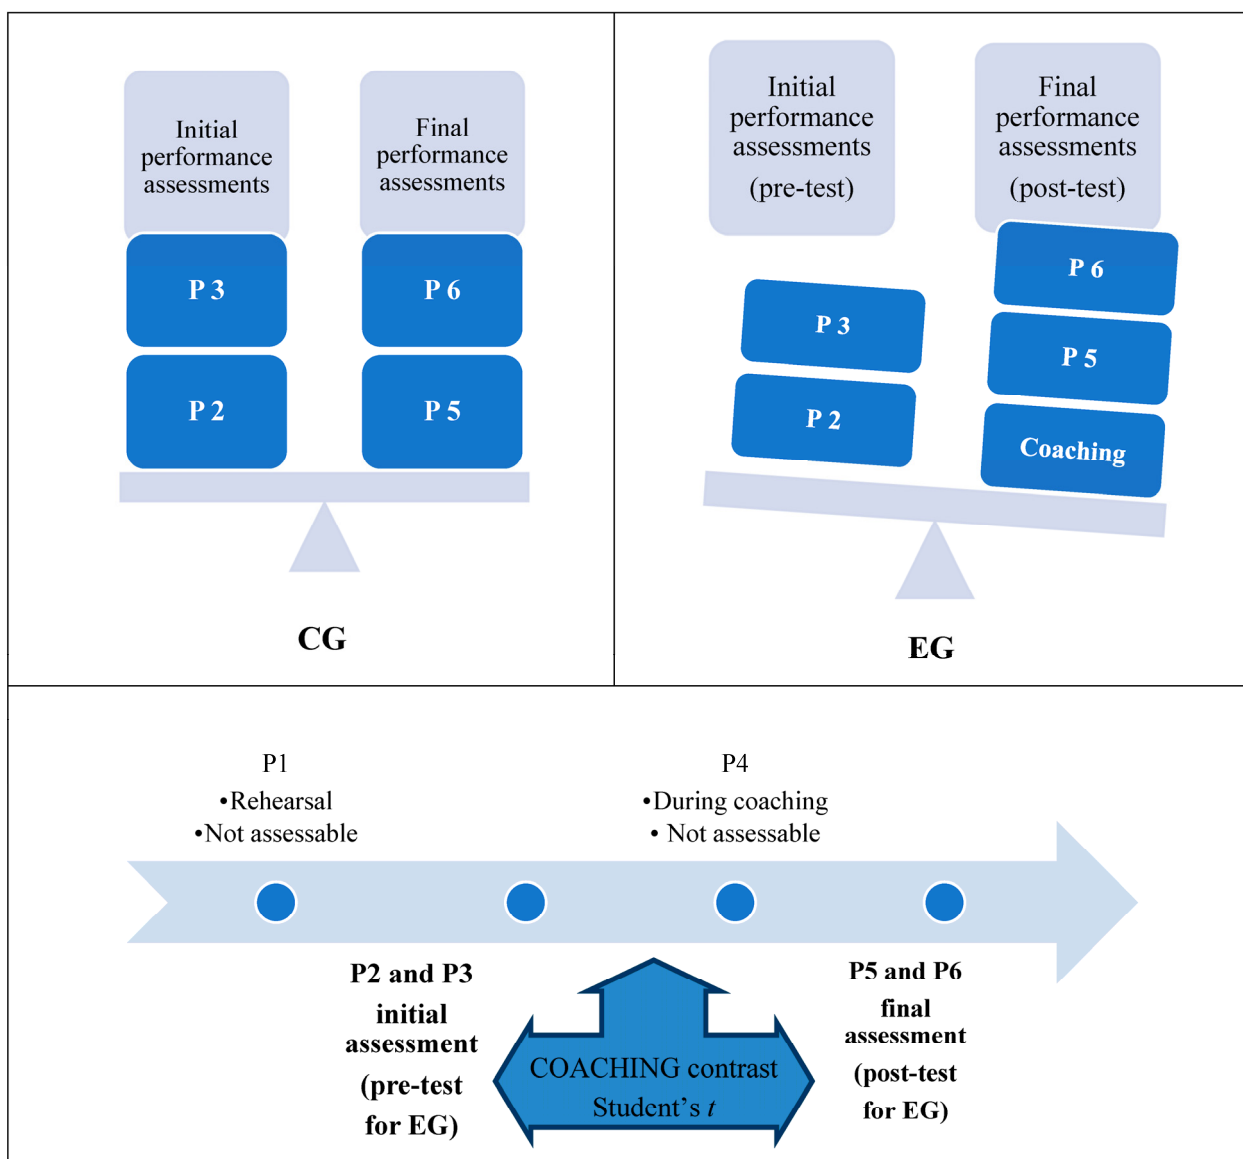 Initial
performance
assessments
Final
performance
assessments
P 3
P 6
P 2
P 5
CG
Initial
performance
assessments
(pre-test)
Final
performance
assessments
(post-test)
P 3
P 2
P 6
P 5
Coaching
EG
P1
•Rehearsal
•Not assessable
P4
•During coaching
• Not assessable
P2 and P3
initial
assessment
(pre-test
for EG)
COACHING contrast
Student’s t
P5 and P6
final
assessment
(post-test
for EG)